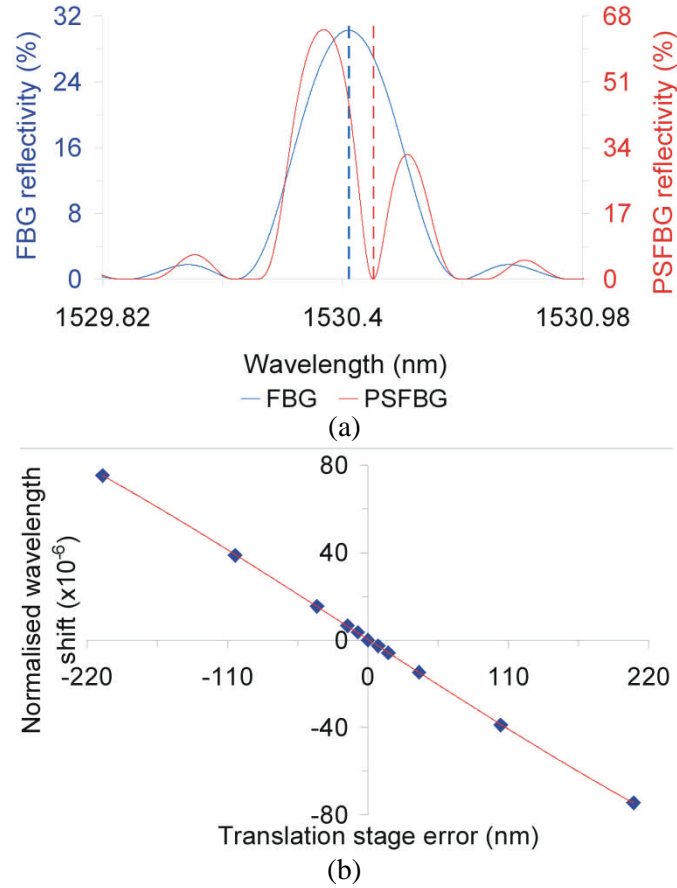 FBG reflectivity (%)
32
24
16
8
0
PSFBG reflectivity (%)
68
51
34
17
0
1529.82 1530.4 1530.98
Wavelength (nm)
FBG PSFBG
(a)
Normalised wavelength
shift (x10-6)
80
40
0
-40
-80
-220 -110 0 110 220
Translation stage error (nm)
(b)